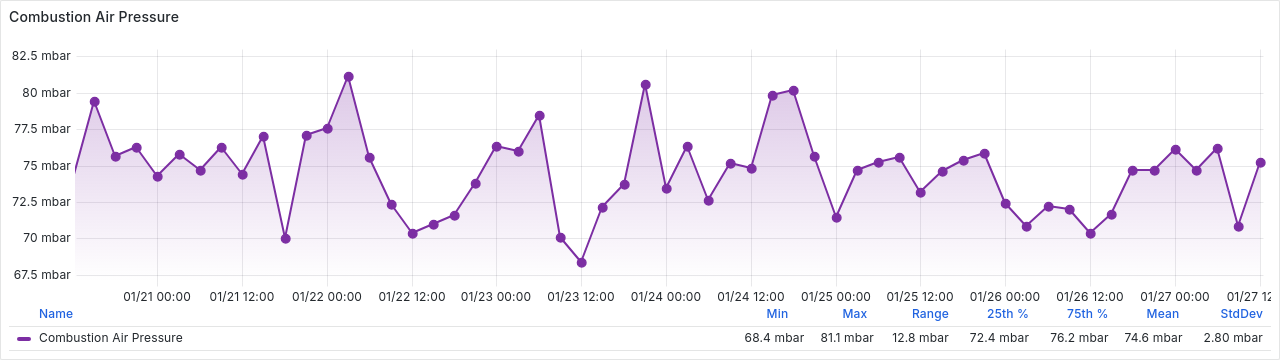 Combustion Air Pressure
82.5 mbar
80 mbar
77.5 mbar
75 mbar
72.5 mbar
70 mbar
67.5 mbar
01/21 00:00 01/21 12:00 01/22 00:00 01/22 12:00 01/23 00:00 01/23 12:00 01/24 00:00 01/24 12:00 01/25 00:00 01/25 12:00 01/26 00:00 01/26 12:00 01/27 00:00 01/27 12
Name Min Max Range 25th % 75th % Mean StdDev
Combustion Air Pressure 68.4 mbar 81.1 mbar 12.8 mbar 72.4 mbar 76.2 mbar 74.6 mbar 2.80 mbar